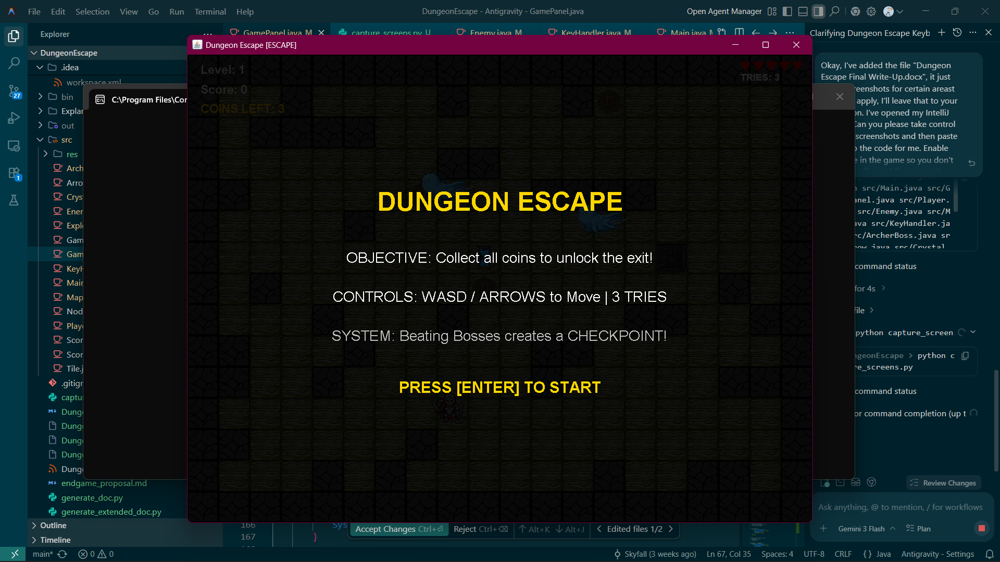 File Edit Selection View Go Run Terminal Help
DungeonEscape - Antigravity - GamePanel.java
Open Agent Manager
Explorer
GamePanel.java M
capture_screens.py U
Enemy.java M
KeyHandler.java M
Main.java
Clarifying Dungeon Escape Keyb
DungeonEscape
.idea
workspace.xml
bin
Explar
out
src
res
Arch
Arro
Crys
Ener
Explo
Gam
Gam
KeyH
Main
Map
Nod
Playe
Scor
Scor
Tile.j
.gitigr
captu
Dung
Dung
Dung
Dung
Dung
endgame_proposal.md
generate_doc.py
generate_extended_doc.py
Outline
Timeline
C:\Program Files\Cor
Dungeon Escape [ESCAPE]
Level: 1
Score: 0
COINS LEFT: 3
TRIES: 3
DUNGEON ESCAPE
OBJECTIVE: Collect all coins to unlock the exit!
CONTROLS: WASD / ARROWS to Move | 3 TRIES
SYSTEM: Beating Bosses creates a CHECKPOINT!
PRESS [ENTER] TO START
166 Sys
167 }
Accept Changes Ctrl+⏎ Reject Ctrl+⌫ Alt+K Alt+J Edited files 1/2
Okay, I've added the file "Dungeon
Escape Final Write-Up.docx", it just
reenshots for certain areast
apply, I'll leave that to your
n. I've opened my IntelliJ
Can you please take control
screenshots and then paste
o the code for me. Enable
e in the game so you don't
n src/Main.java src/G
anel.java src/Player.
src/Enemy.java src/M
ava src/KeyHandler.ja
rc/ArcherBoss.java sr
row.java src/Crystal
command status
for 4s
file
python capture_screen
ngeonEscape > python c
re_screens.py
command status
or command completion (up t
Review Changes
Ask anything, @ to mention, / for workflows
Gemini 3 Flash
Plan
27
1
main*
0 0
Skyfall (3 weeks ago)
Ln 67, Col 35
Spaces: 4
UTF-8
CRLF
{ } Java
Antigravity - Settings